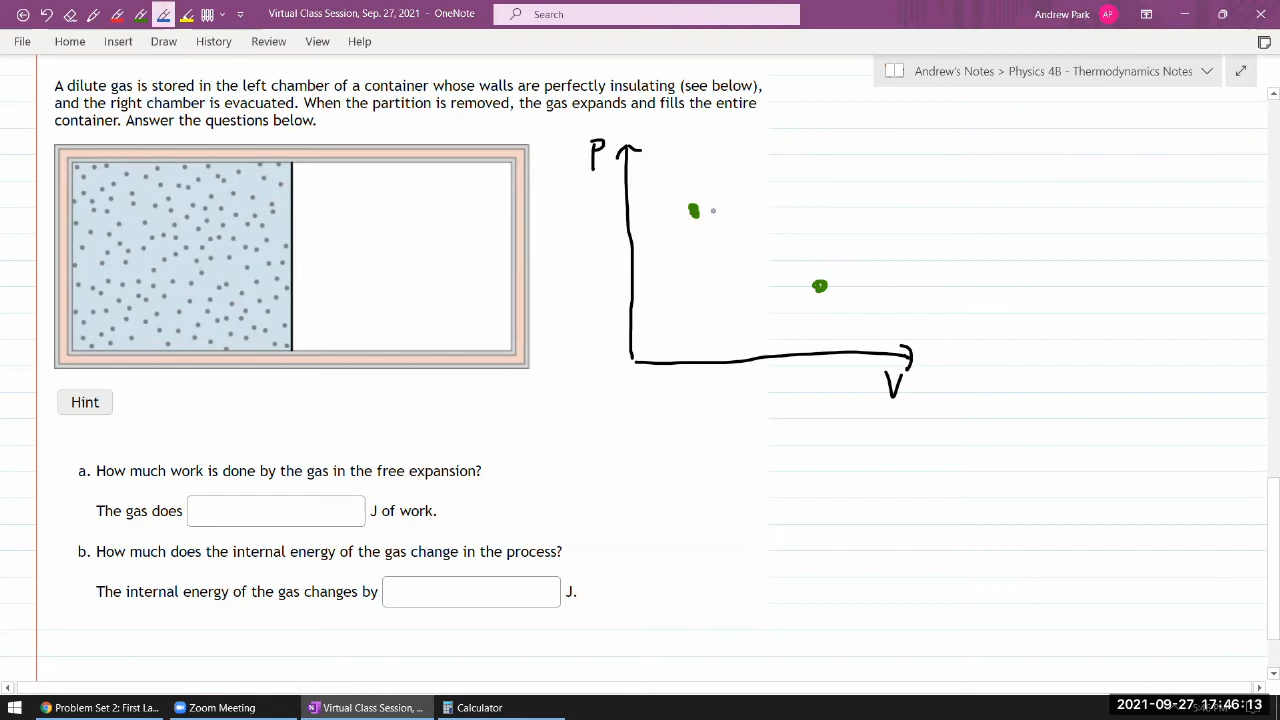 Virtual Class Session, Sep. 27, 2021 - OneNote
Search
Andrew Park
AP
File Home Insert Draw History Review View Help
Andrew's Notes > Physics 4B - Thermodynamics Notes
A dilute gas is stored in the left chamber of a container whose walls are perfectly insulating (see below),
and the right chamber is evacuated. When the partition is removed, the gas expands and fills the entire
container. Answer the questions below.
P
V
Hint
a. How much work is done by the gas in the free expansion?
The gas does J of work.
b. How much does the internal energy of the gas change in the process?
The internal energy of the gas changes by J.
Problem Set 2: First La...
Zoom Meeting
Virtual Class Session, ...
Calculator
2021-09-27 17:46:13